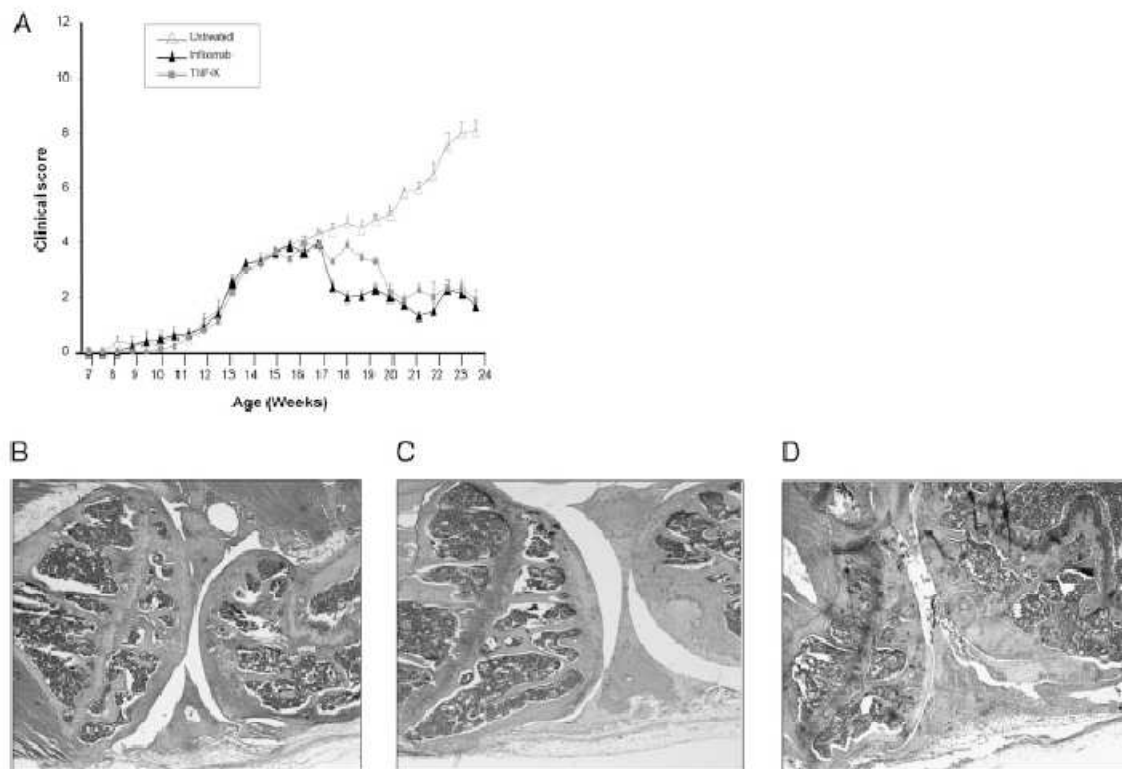 A
12
10
8
6
4
2
0
Clinical score
Untreated
Infliximab
TNF-K
7 8 9 10 11 12 13 14 15 16 17 18 19 20 21 22 23 24
Age (Weeks)
B
C
D